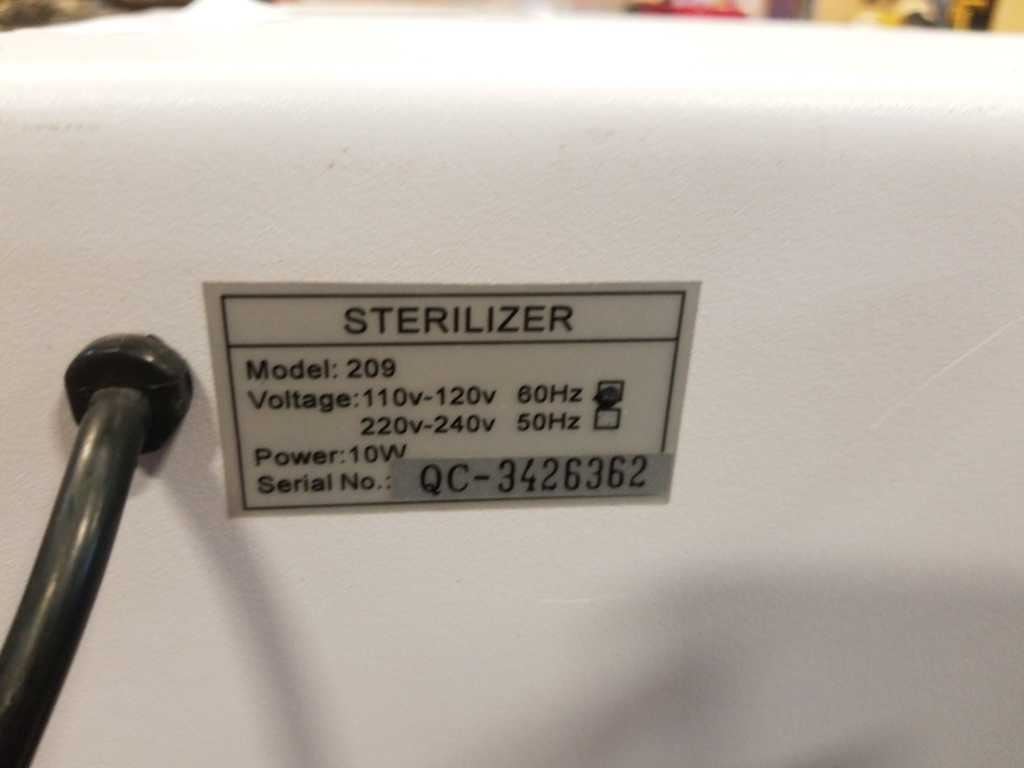 STERILIZER
Model: 209
Voltage:110v-120v 60Hz
220v-240v 50Hz
Power:10W
Serial No.: QC-3426362